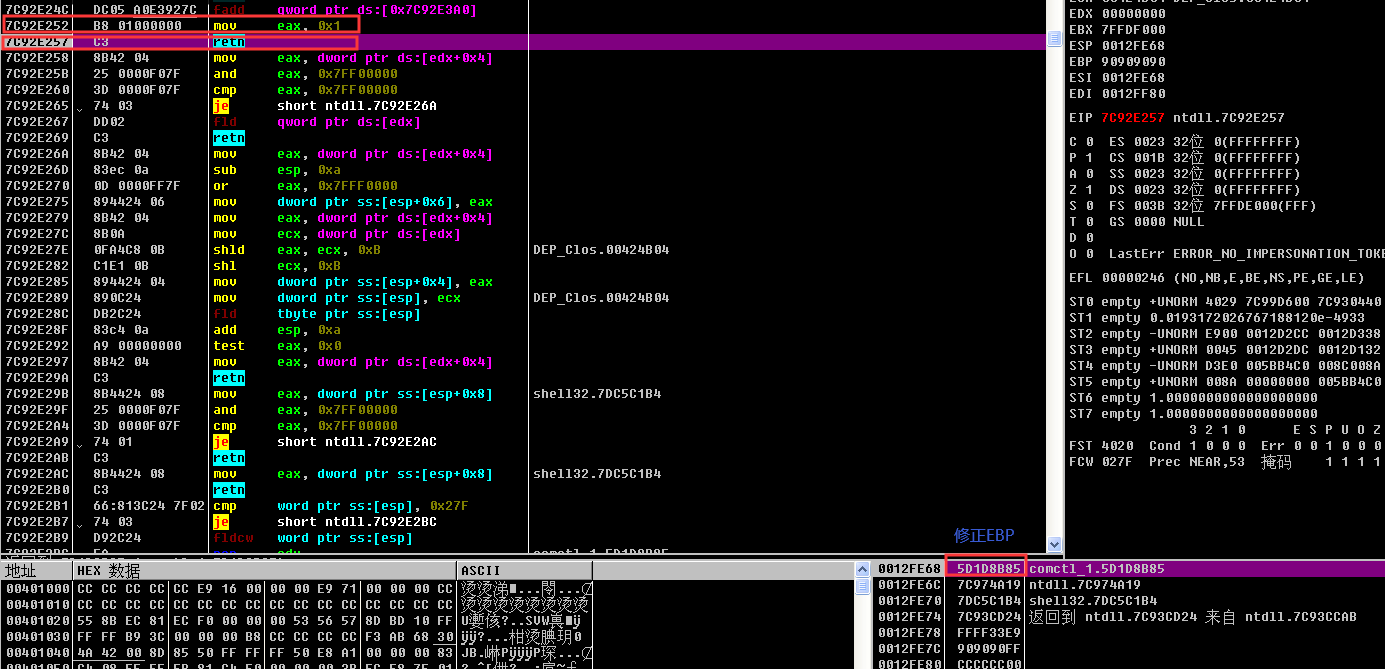 7C92E24C DC05 A0E3927C fadd qword ptr ds:[0x7C92E3A0]
7C92E252 B8 01000000 mov eax, 0x1
7C92E257 C3 retn
7C92E258 8B42 04 mov eax, dword ptr ds:[edx+0x4]
7C92E25B 25 0000F07F and eax, 0x7FF00000
7C92E260 3D 0000F07F cmp eax, 0x7FF00000
7C92E265 74 03 je short ntdll.7C92E26A
7C92E267 DD02 fld qword ptr ds:[edx]
7C92E269 C3 retn
7C92E26A 8B42 04 mov eax, dword ptr ds:[edx+0x4]
7C92E26D 83ec 0a sub esp, 0xa
7C92E270 0D 0000FF7F or eax, 0x7FFF0000
7C92E275 894424 06 mov dword ptr ss:[esp+0x6], eax
7C92E279 8B42 04 mov eax, dword ptr ds:[edx+0x4]
7C92E27C 8B0A mov ecx, dword ptr ds:[edx]
7C92E27E 0FA4C8 0B shld eax, ecx, 0xB DEP_Clos.00424B04
7C92E282 C1E1 0B shl ecx, 0xB
7C92E285 894424 04 mov dword ptr ss:[esp+0x4], eax
7C92E289 890C24 mov dword ptr ss:[esp], ecx DEP_Clos.00424B04
7C92E28C DB2C24 fld tbyte ptr ss:[esp]
7C92E28F 83c4 0a add esp, 0xa
7C92E292 A9 00000000 test eax, 0x0
7C92E297 8B42 04 mov eax, dword ptr ds:[edx+0x4]
7C92E29A C3 retn
7C92E29B 8B4424 08 mov eax, dword ptr ss:[esp+0x8] shell32.7DC5C1B4
7C92E29F 25 0000F07F and eax, 0x7FF00000
7C92E2A4 3D 0000F07F cmp eax, 0x7FF00000
7C92E2A9 74 01 je short ntdll.7C92E2AC
7C92E2AB C3 retn
7C92E2AC 8B4424 08 mov eax, dword ptr ss:[esp+0x8] shell32.7DC5C1B4
7C92E2B0 C3 retn
7C92E2B1 66:813C24 7F02 cmp word ptr ss:[esp], 0x27F
7C92E2B7 74 03 je short ntdll.7C92E2BC
7C92E2B9 D92C24 fldcw word ptr ss:[esp]
修正EBP
EDX 00000000
EBX 7FFDF000
ESP 0012FE68
EBP 90909090
ESI 0012FE68
EDI 0012FF80
EIP 7C92E257 ntdll.7C92E257
C 0 ES 0023 32位 0(FFFFFFFF)
P 1 CS 001B 32位 0(FFFFFFFF)
A 0 SS 0023 32位 0(FFFFFFFF)
Z 1 DS 0023 32位 0(FFFFFFFF)
S 0 FS 003B 32位 7FFDE000(FFF)
T 0 GS 0000 NULL
D 0
O 0 LastErr ERROR_NO_IMPERSONATION_TOKE
EFL 00000246 (NO,NB,E,BE,NS,PE,GE,LE)
ST0 empty +UNORM 4029 7C99D600 7C930440
ST1 empty 0.0193172026767188120e-4933
ST2 empty -UNORM E900 0012D2CC 0012D338
ST3 empty +UNORM 0045 0012D2DC 0012D132
ST4 empty -UNORM D3E0 005BB4C0 008C008A
ST5 empty +UNORM 008A 00000000 005BB4C0
ST6 empty 1.0000000000000000000
ST7 empty 1.0000000000000000000
3 2 1 0 E S P U O Z
FST 4020 Cond 1 0 0 0 Err 0 0 1 0 0 0
FCW 027F Prec NEAR,53 掩码 1 1 1 1
地址 HEX 数据 ASCII
00401000 CC CC CC CC CC E9 16 00 00 00 E9 71 00 00 00 CC
00401010 CC CC CC CC CC CC CC CC CC CC CC CC CC CC CC CC 烫烫烫烫烫烫烫烫
00401020 55 8B EC 81 EC F0 00 00 00 53 56 57 8D BD 10 FF
00401030 FF FF B9 3C 00 00 00 B8 CC CC CC CC F3 AB 68 30
00401040 4A 42 00 8D 85 50 FF FF FF 50 E8 A1 00 00 00 83
0012FE68 5D1D8B85 comctl_1.5D1D8B85
0012FE6C 7C974A19 ntdll.7C974A19
0012FE70 7DC5C1B4 shell32.7DC5C1B4
0012FE74 7C93CD24 返回到 ntdll.7C93CD24 来自 ntdll.7C93CCAB
0012FE78 FFFF33E9
0012FE7C 909090FF
0012FE80 CCCCCC00